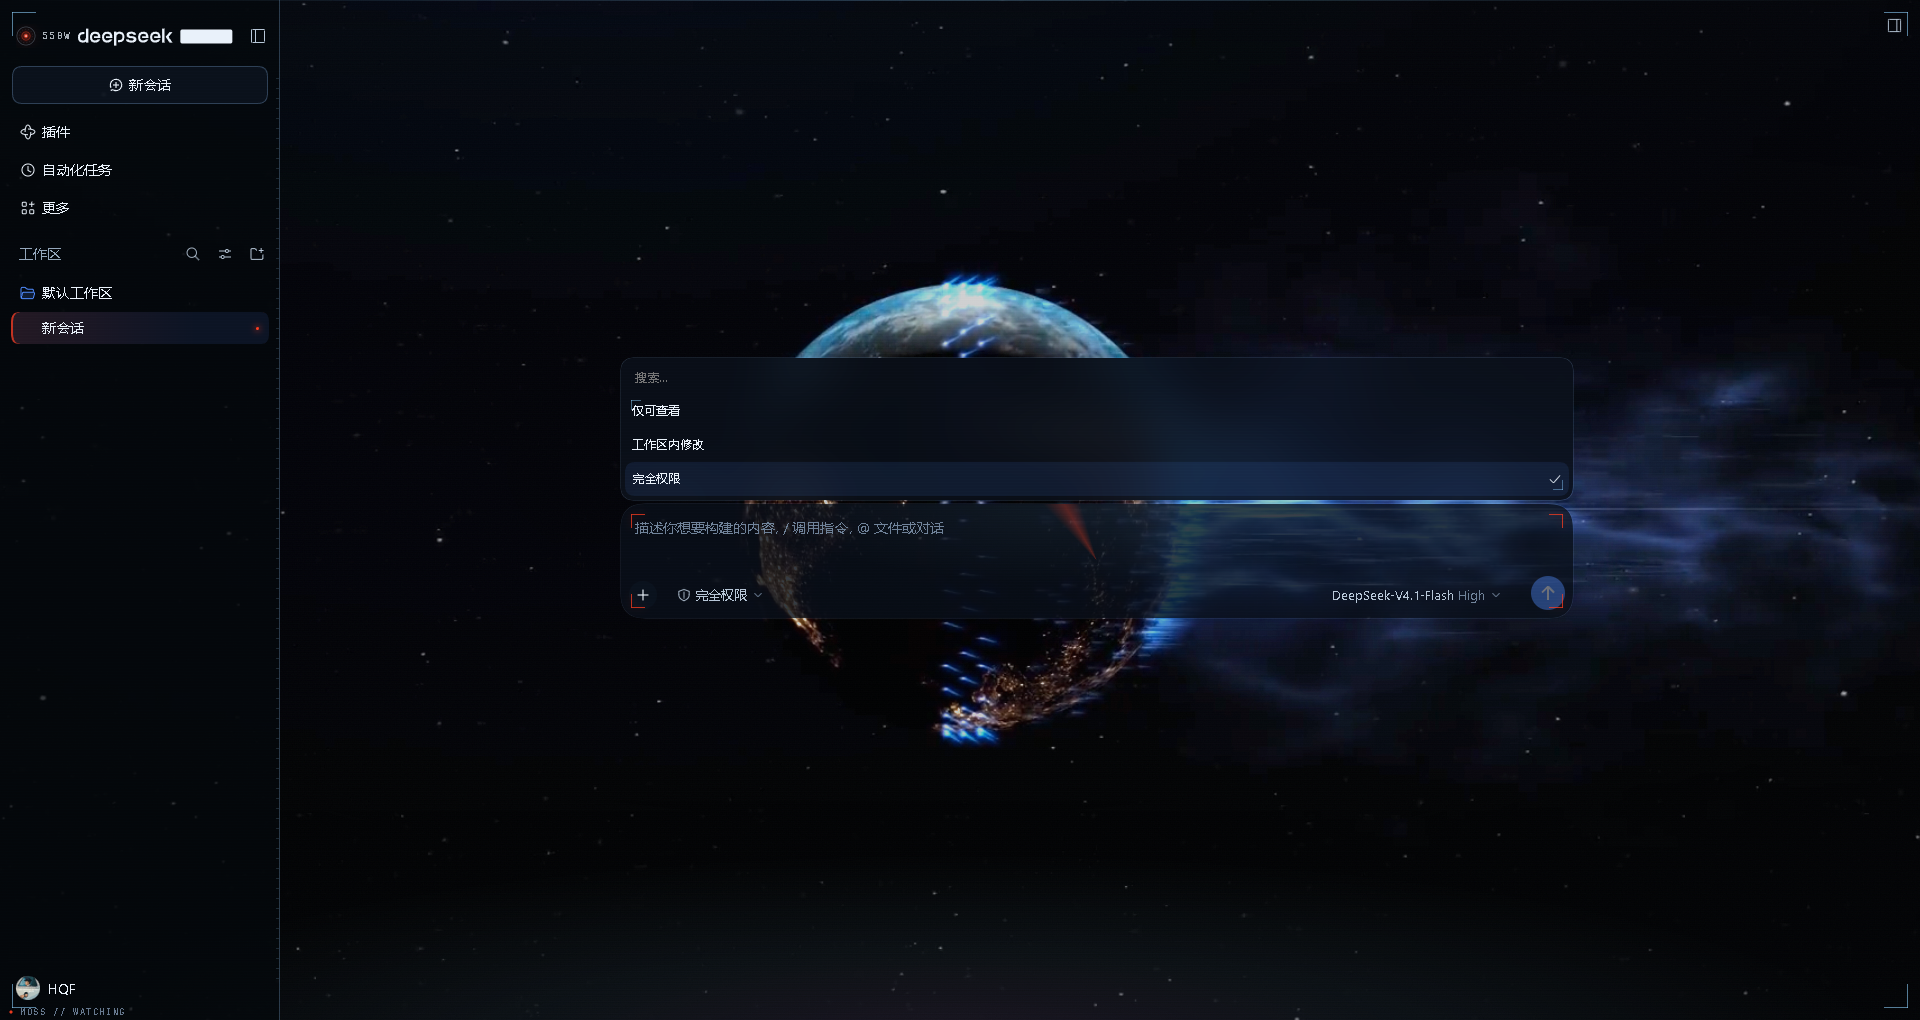 55BW deepseek
新会话
插件
自动化任务
更多
工作区
默认工作区
新会话
搜索...
仅可查看
工作区内修改
完全权限
描述你想要构建的内容, / 调用指令, @ 文件或对话
完全权限
DeepSeek-V4.1-Flash High
HQF
MOSS // WATCHING